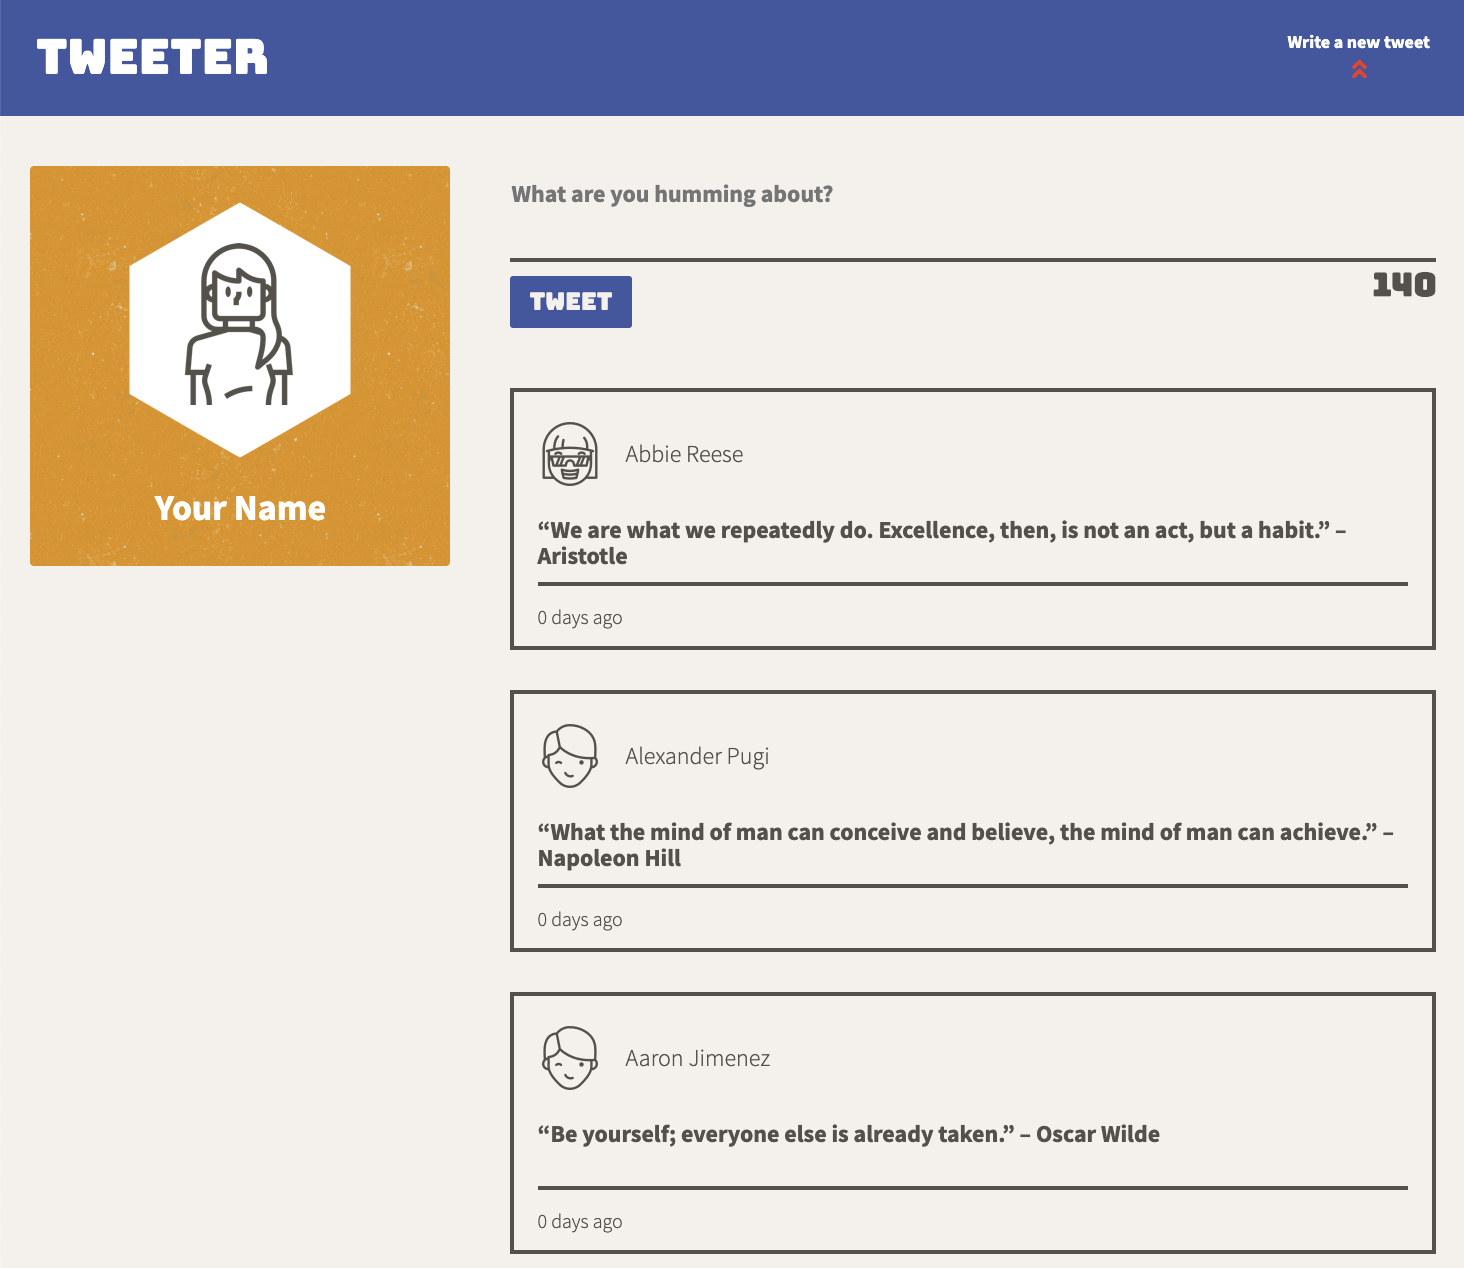 TWEETER
Write a new tweet
Your Name
What are you humming about?
TWEET
140
Abbie Reese
“We are what we repeatedly do. Excellence, then, is not an act, but a habit.” –
Aristotle
0 days ago
Alexander Pugi
“What the mind of man can conceive and believe, the mind of man can achieve.” –
Napoleon Hill
0 days ago
Aaron Jimenez
“Be yourself; everyone else is already taken.” – Oscar Wilde
0 days ago